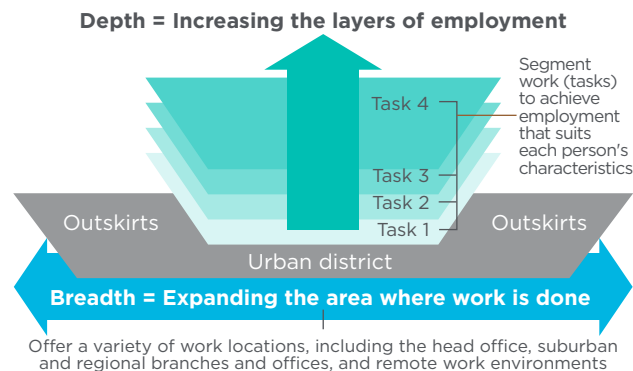 Depth = Increasing the layers of employment
Segment
work (tasks)
to achieve
employment
that suits
each person's
characteristics
Task 4
Task 3
Task 2
Task 1
Outskirts
Outskirts
Urban district
Breadth = Expanding the area where work is done
Offer a variety of work locations, including the head office, suburban
and regional branches and offices, and remote work environments